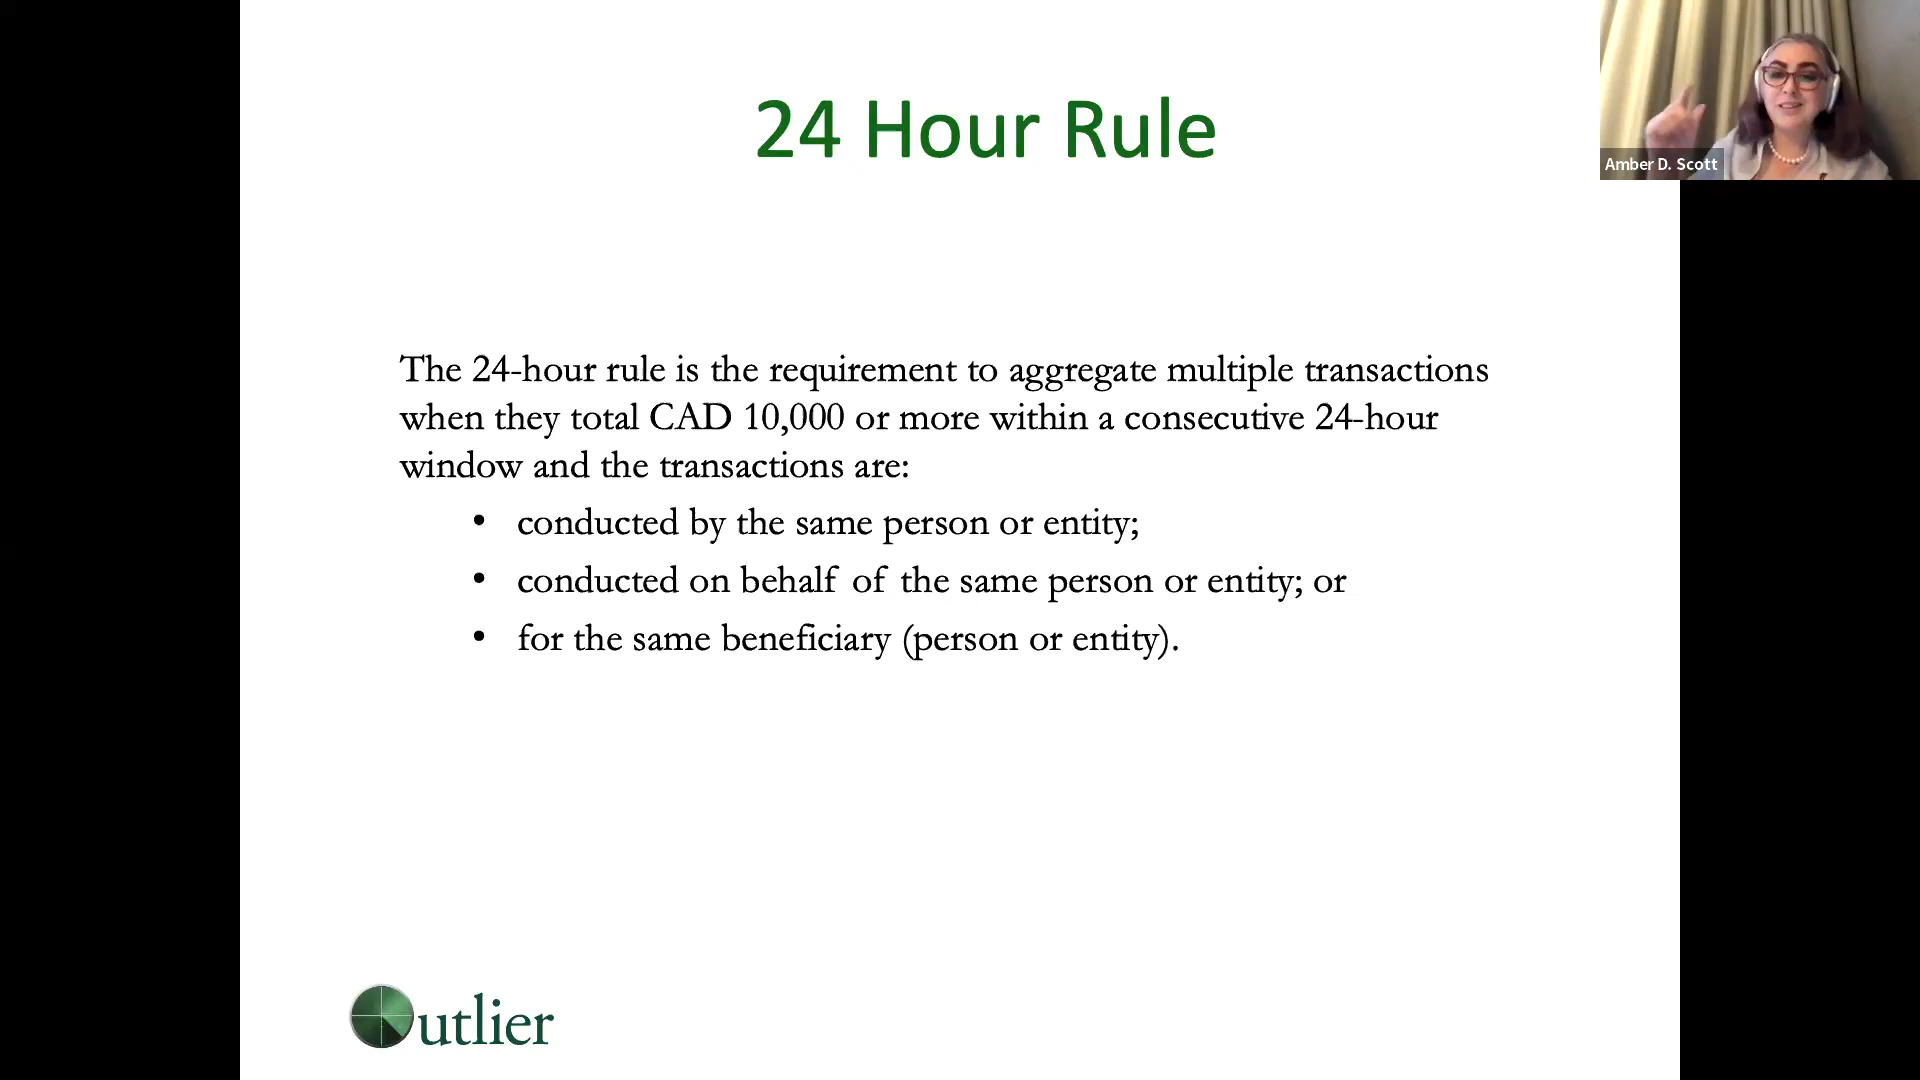 24 Hour Rule
Amber D. Scott
The 24-hour rule is the requirement to aggregate multiple transactions
when they total CAD 10,000 or more within a consecutive 24-hour
window and the transactions are:
• conducted by the same person or entity;
• conducted on behalf of the same person or entity; or
• for the same beneficiary (person or entity).
Outlier